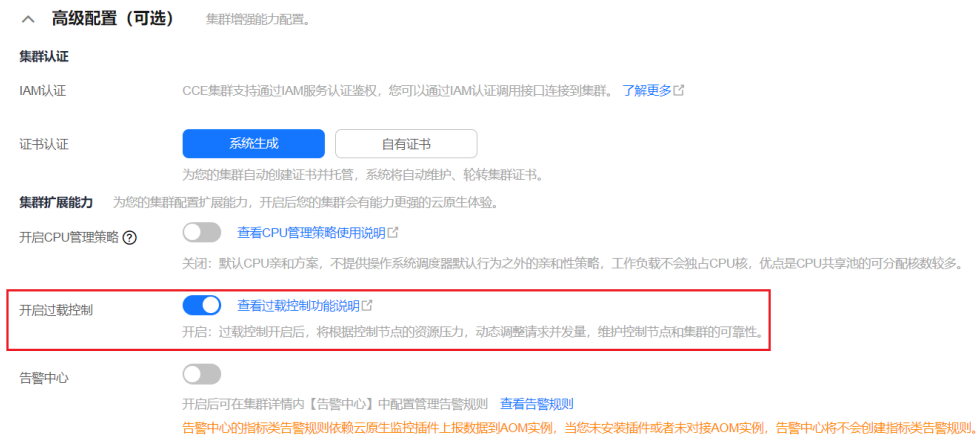 高级配置（可选） 集群增强能力配置。
集群认证
IAM认证 CCE集群支持通过IAM服务认证鉴权，您可以通过IAM认证调用接口连接到集群。 了解更多
证书认证 系统生成 自有证书
为您的集群自动创建证书并托管，系统将自动维护、轮转集群证书。
集群扩展能力 为您的集群配置扩展能力，开启后您的集群会有能力更强的云原生体验。
开启CPU管理策略 ? 查看CPU管理策略使用说明
关闭：默认CPU亲和方案，不提供操作系统调度器默认行为之外的亲和性策略，工作负载不会独占CPU核，优点是CPU共享池的可分配核数较多。
开启过载控制 查看过载控制功能说明
开启：过载控制开启后，将根据控制节点的资源压力，动态调整请求并发量，维护控制节点和集群的可靠性。
告警中心
开启后可在集群详情内【告警中心】中配置管理告警规则 查看告警规则
告警中心的指标类告警规则依赖云原生监控插件上报数据到AOM实例，当您未安装插件或者未对接AOM实例，告警中心将不会创建指标类告警规则。